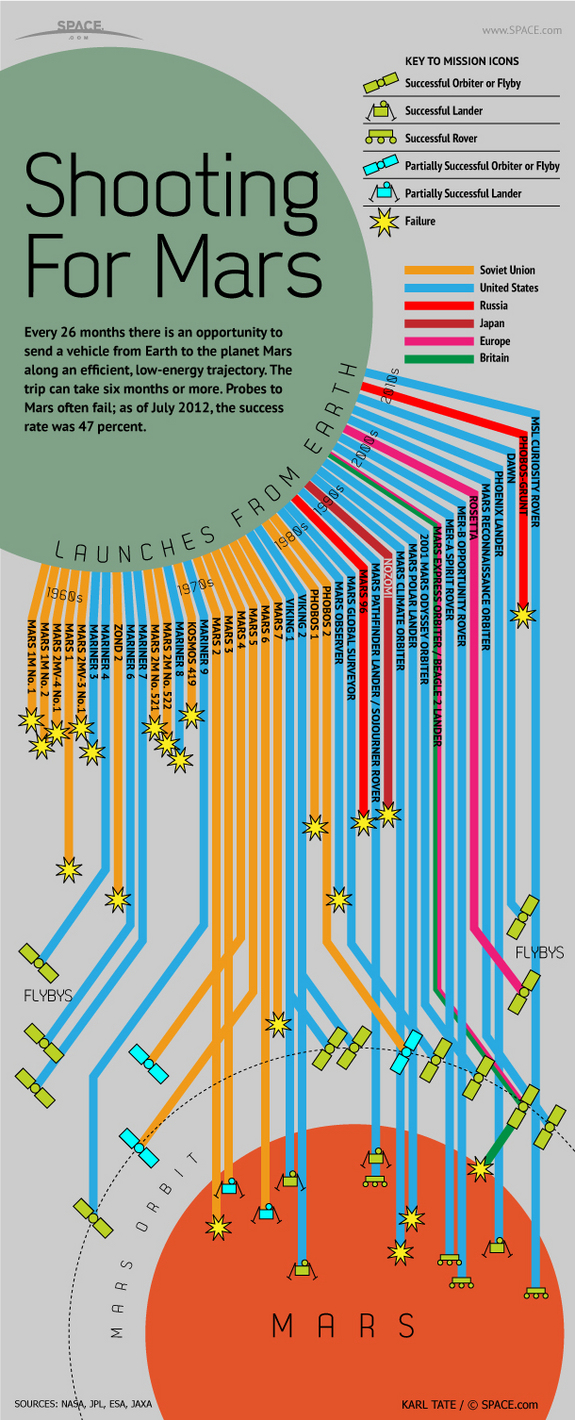 SPACE
.COM
www.SPACE.com
KEY TO MISSION ICONS
Successful Orbiter or Flyby
Successful Lander
Successful Rover
Partially Successful Orbiter or Flyby
Partially Successful Lander
Failure
Shooting
For Mars
Soviet Union
United States
Russia
Japan
Europe
Britain
Every 26 months there is an opportunity to
send a vehicle from Earth to the planet Mars
along an efficient, low-energy trajectory. The
trip can take six months or more. Probes to
Mars often fail; as of July 2012, the success
rate was 47 percent.
LAUNCHES FROM EARTH
1960s
1970s
1980s
1990s
2000s
2010s
MARS 1M No. 1
MARS 1M No. 2
MARS 2MV-4 No.1
MARS 1
MARS 2MV-3 No.1
MARINER 3
MARINER 4
ZOND 2
MARINER 6
MARINER 7
MARS 2M No. 521
MARS 2M No. 522
MARINER 8
KOSMOS 419
MARINER 9
MARS 2
MARS 3
MARS 4
MARS 5
MARS 6
MARS 7
VIKING 1
VIKING 2
PHOBOS 1
PHOBOS 2
MARS OBSERVER
MARS GLOBAL SURVEYOR
MARS 96
MARS PATHFINDER LANDER / SOJOURNER ROVER
NOZOMI
MARS CLIMATE ORBITER
MARS POLAR LANDER
2001 MARS ODYSSEY ORBITER
MARS EXPRESS ORBITER / BEAGLE 2 LANDER
MER-A SPIRIT ROVER
MER-B OPPORTUNITY ROVER
ROSETTA
MARS RECONNAISSANCE ORBITER
PHOENIX LANDER
DAWN
PHOBOS-GRUNT
MSL CURIOSITY ROVER
FLYBYS
FLYBYS
MARS ORBIT
MARS
SOURCES: NASA, JPL, ESA, JAXA
KARL TATE / © SPACE.com